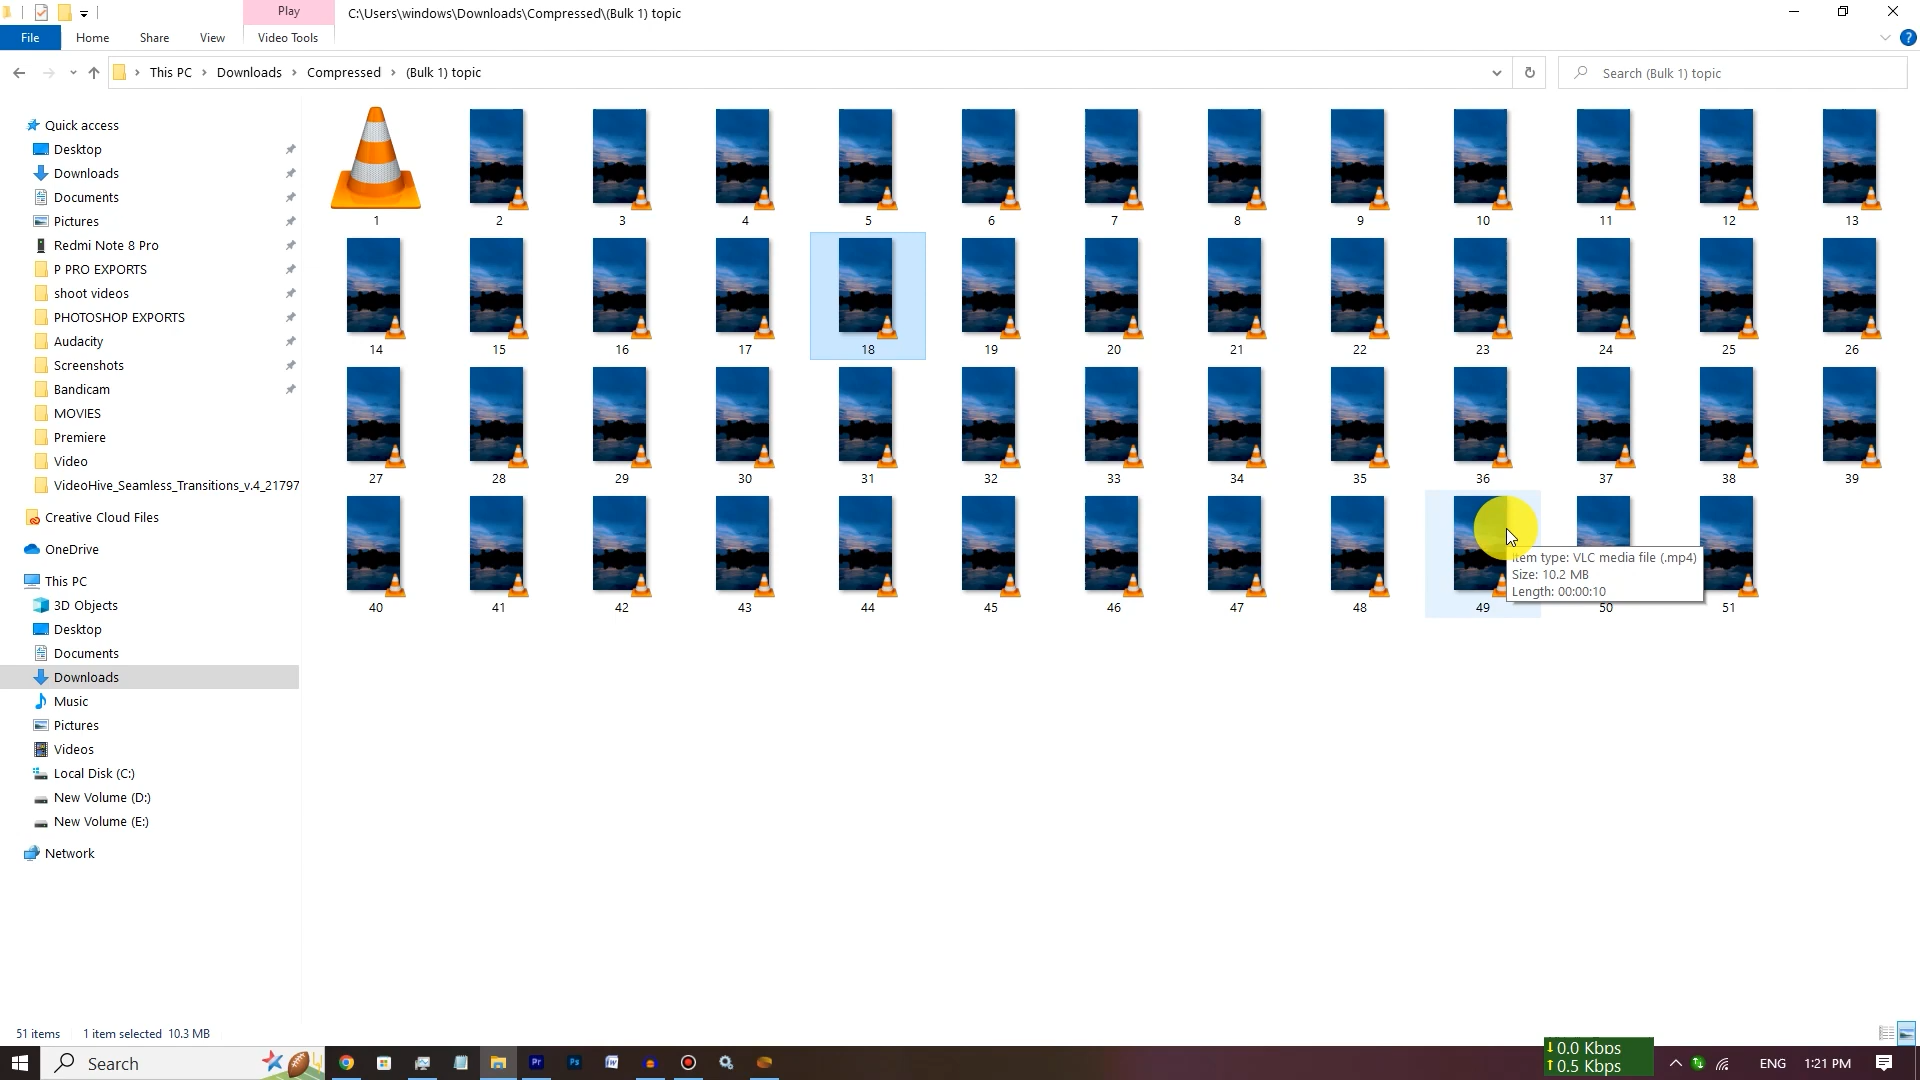 Play
C:\Users\windows\Downloads\Compressed\(Bulk 1) topic
File Home Share View Video Tools
This PC Downloads Compressed (Bulk 1) topic
Search (Bulk 1) topic
Quick access
Desktop
Downloads
Documents
Pictures
Redmi Note 8 Pro
P PRO EXPORTS
shoot videos
PHOTOSHOP EXPORTS
Audacity
Screenshots
Bandicam
MOVIES
Premiere
Video
VideoHive_Seamless_Transitions_v.4_21797
Creative Cloud Files
OneDrive
This PC
3D Objects
Desktop
Documents
Downloads
Music
Pictures
Videos
Local Disk (C:)
New Volume (D:)
New Volume (E:)
Network
1 2 3 4 5 6 7 8 9 10 11 12 13
14 15 16 17 18 19 20 21 22 23 24 25 26
27 28 29 30 31 32 33 34 35 36 37 38 39
40 41 42 43 44 45 46 47 48 49 50 51
Item type: VLC media file (.mp4)
Size: 10.2 MB
Length: 00:00:10
51 items 1 item selected 10.3 MB
Search
Pr
Ps
W
0.0 Kbps
0.5 Kbps
ENG 1:21 PM